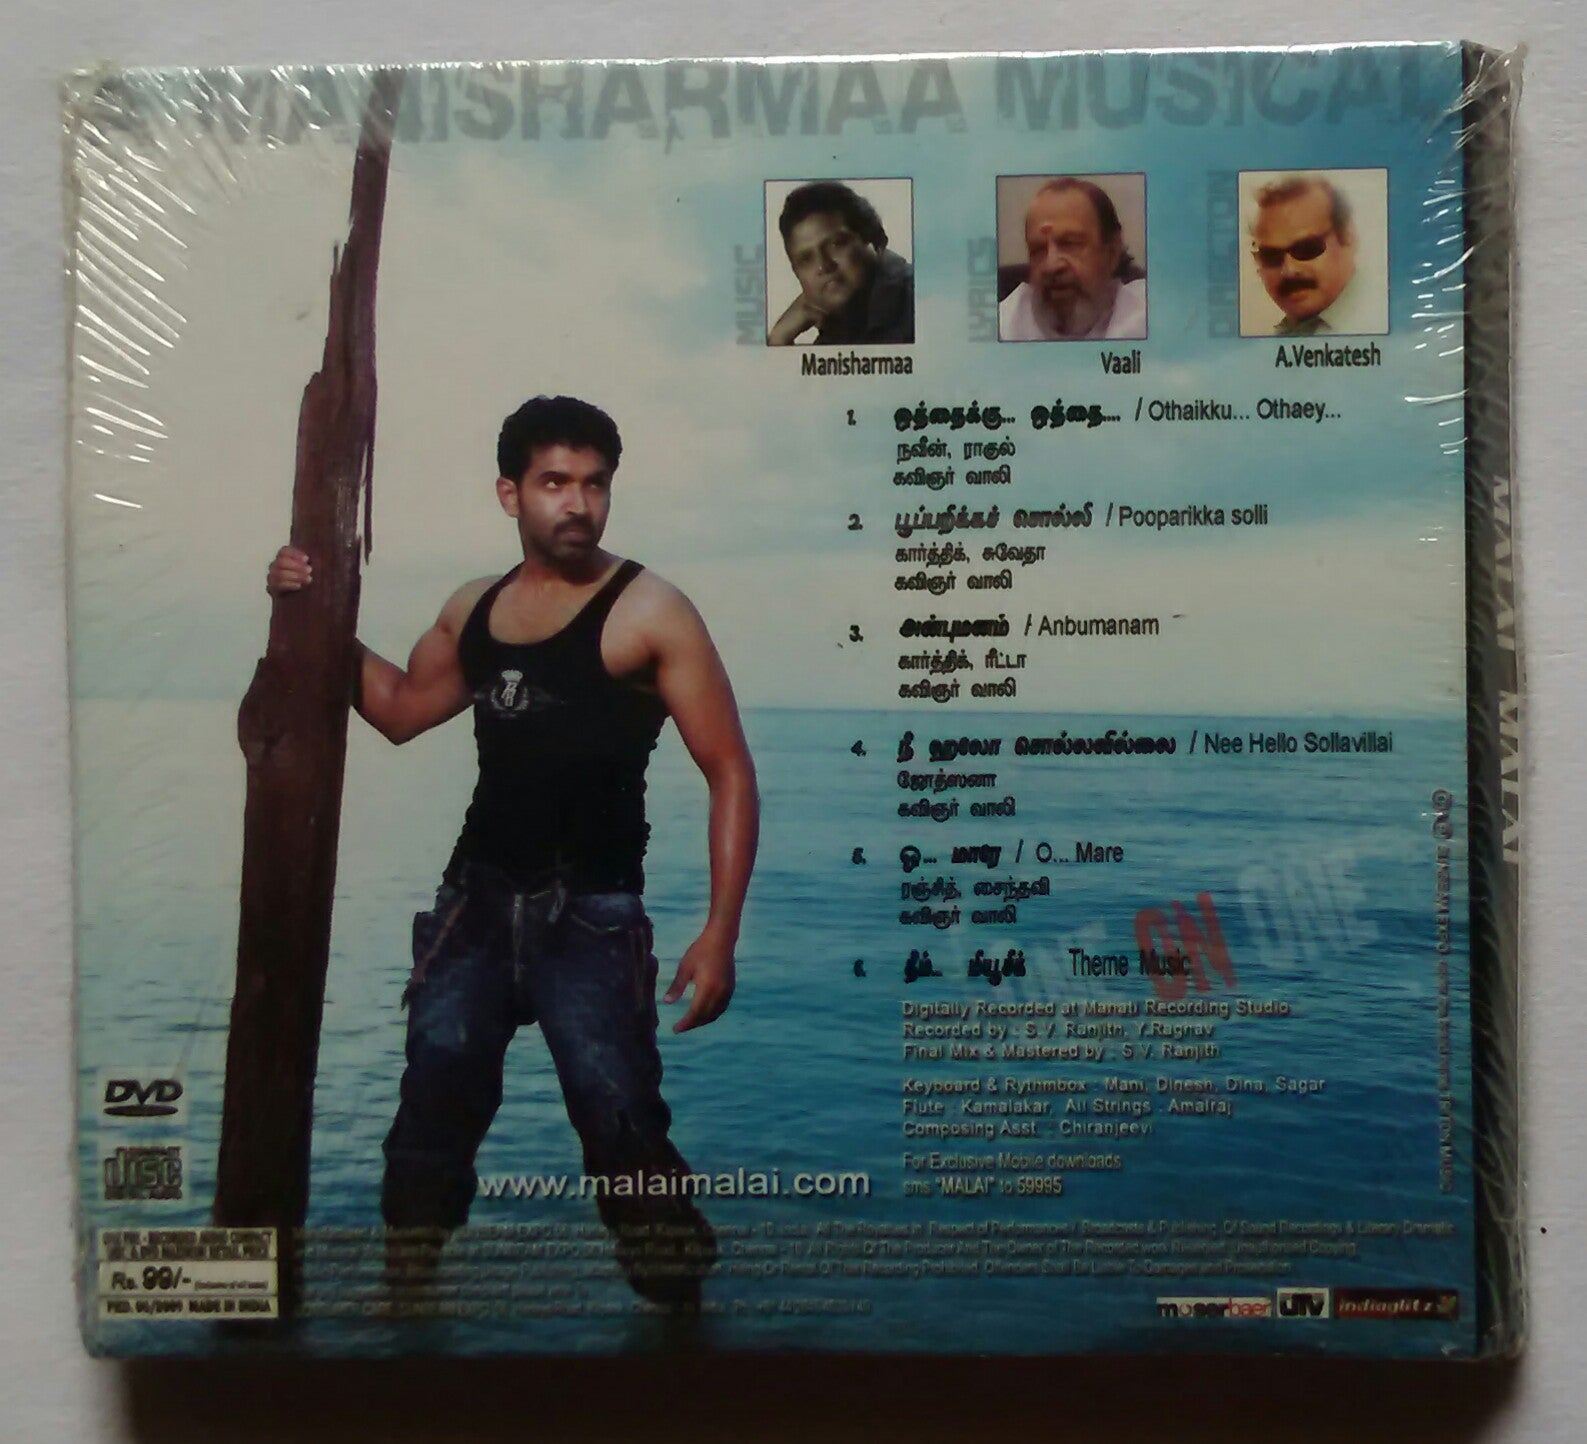 A MANISHARMAA MUSICAL
MUSIC
LYRICS
DIRECTION
Manisharmaa
Vaali
A.Venkatesh
1. ஒத்தைக்கு... ஒத்தை.... / Othaikku... Othaey...
நவீன், ராகுல்
கவிஞர் வாலி
2. பூப்பறிக்கச் சொல்லி / Pooparikka solli
கார்த்திக், சுவேதா
கவிஞர் வாலி
3. அன்புமனம் / Anbumanam
கார்த்திக், ரீட்டா
கவிஞர் வாலி
4. நீ ஹலோ சொல்லவில்லை / Nee Hello Sollavillai
ஜோத்ஸனா
கவிஞர் வாலி
5. ஓ... மாரே / O... Mare
ரஞ்சித், சைந்தவி
கவிஞர் வாலி
6. தீம்.. மியூசிக் Theme Music
ONE ON ONE
Digitally Recorded at Manati Recording Studio
Recorded by : S.V. Ranjith, Y.Raghav
Final Mix & Mastered by : S.V. Ranjith
Keyboard & Rythmbox : Mani, Dinesh, Dina, Sagar
Flute : Kamalakar, All Strings : Amalraj
Composing Asst. : Chiranjeevi
For Exclusive Mobile downloads
sms "MALAI" to 59995
www.malaimalai.com
DVD
disc
Rs. 99/-
MADE IN INDIA
moserbaer UTV indiaglitz
MALAI MALAI